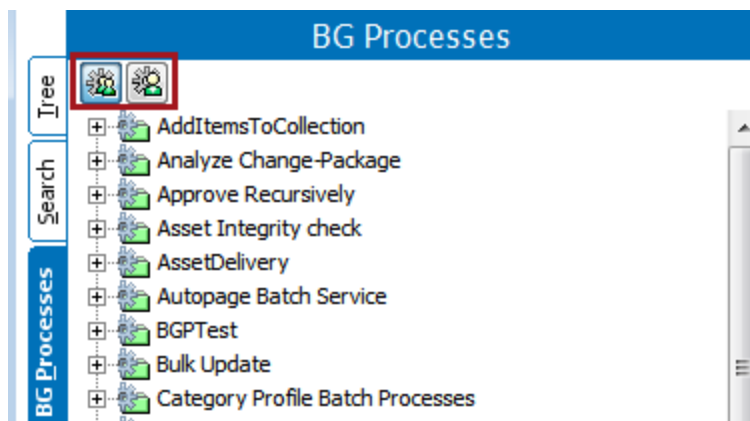 BG Processes
Tree
Search
BG Processes
AddItemsToCollection
Analyze Change-Package
Approve Recursively
Asset Integrity check
AssetDelivery
Autopage Batch Service
BGPTest
Bulk Update
Category Profile Batch Processes